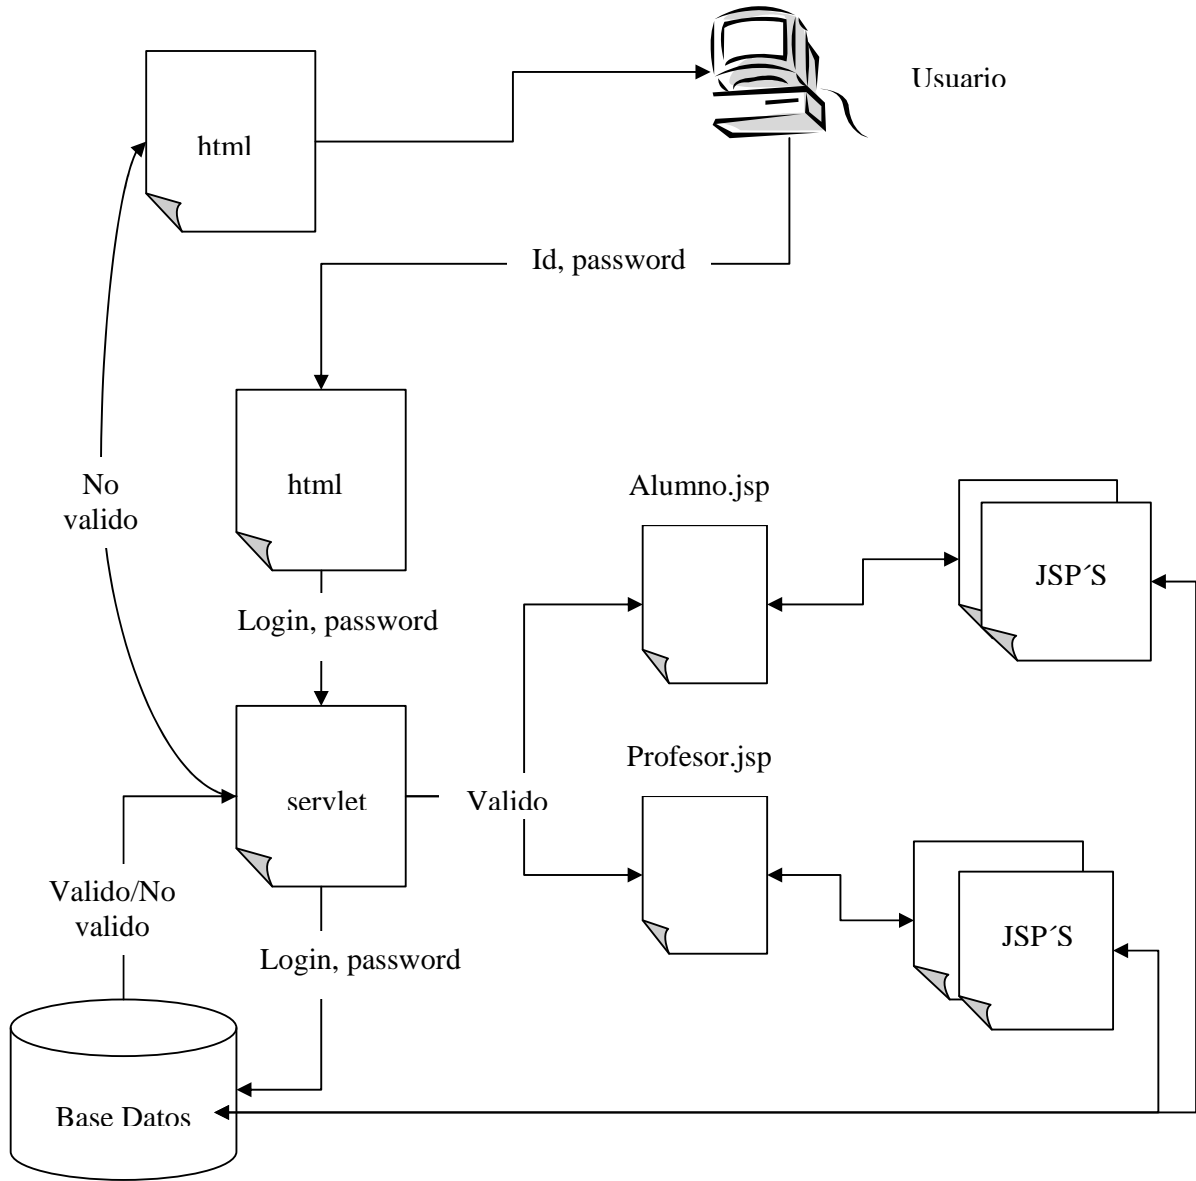 Usuario
html
Id, password
No
valido
html
Alumno.jsp
JSP´S
Login, password
Profesor.jsp
servlet
Valido
Valido/No
valido
JSP´S
Login, password
Base Datos